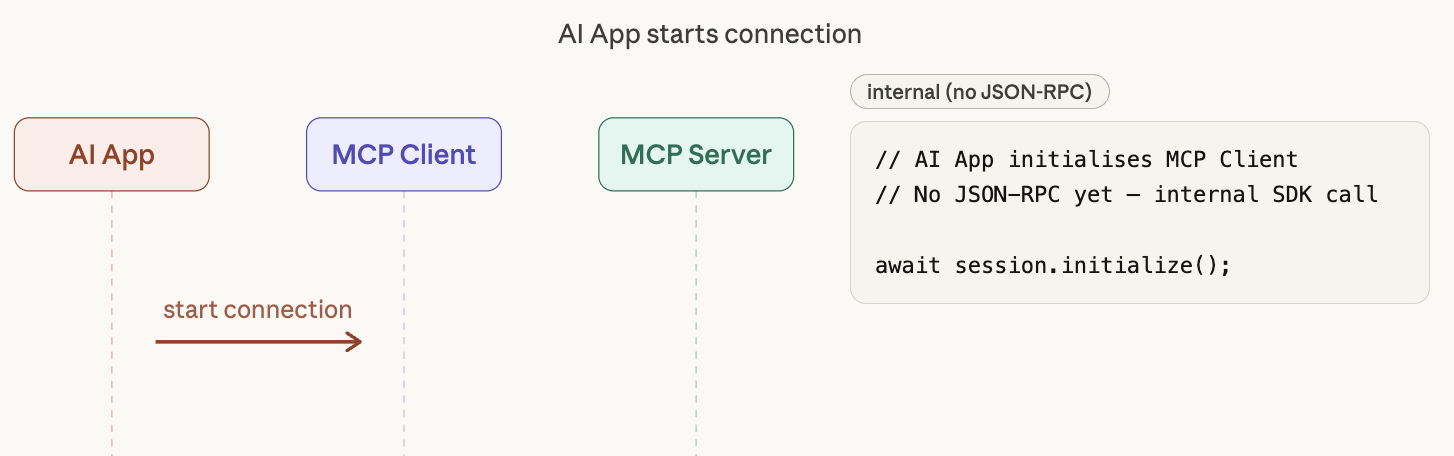 AI App starts connection
internal (no JSON-RPC)
AI App
MCP Client
MCP Server
// AI App initialises MCP Client
// No JSON-RPC yet — internal SDK call
await session.initialize();
start connection